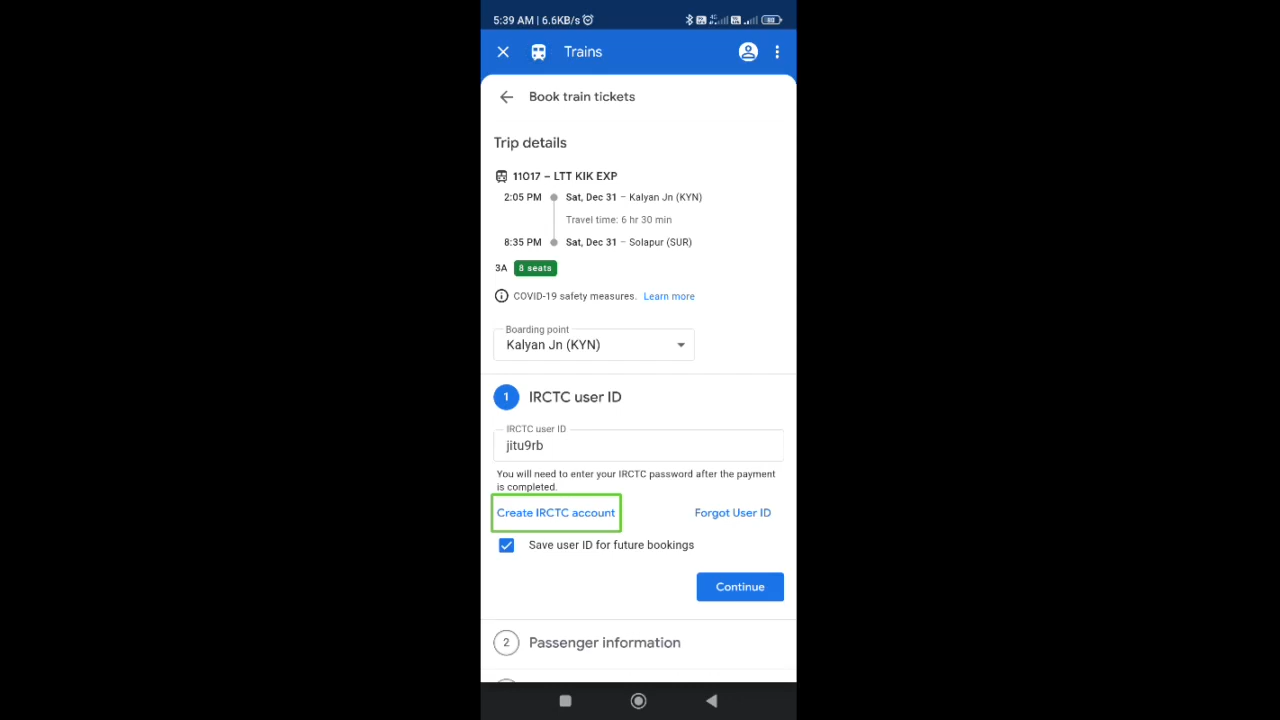 5:39 AM | 6.6KB/s
Trains
Book train tickets
Trip details
11017 – LTT KIK EXP
2:05 PM Sat, Dec 31 – Kalyan Jn (KYN)
Travel time: 6 hr 30 min
8:35 PM Sat, Dec 31 – Solapur (SUR)
3A 8 seats
COVID-19 safety measures. Learn more
Boarding point
Kalyan Jn (KYN)
1 IRCTC user ID
IRCTC user ID
jitu9rb
You will need to enter your IRCTC password after the payment
is completed.
Create IRCTC account Forgot User ID
Save user ID for future bookings
Continue
2 Passenger information